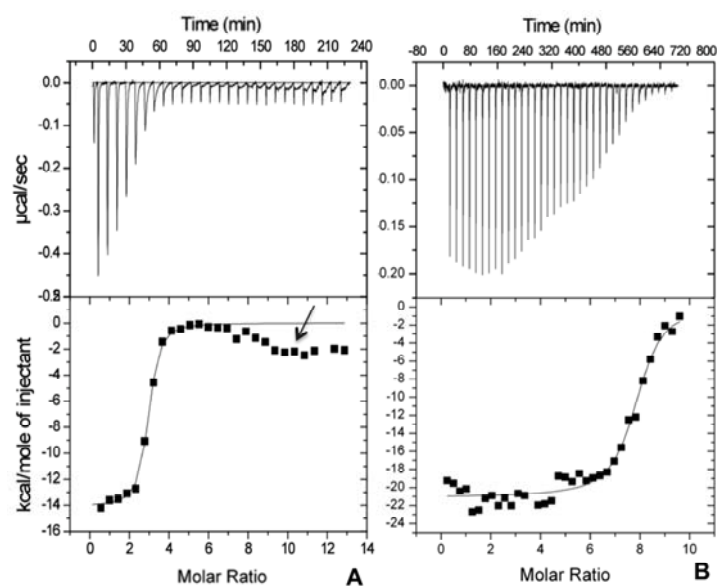 Time (min)
0 30 60 90 120 150 180 210 240
0.0
-0.1
-0.2
-0.3
-0.4
µcal/sec
0
-2
-4
-6
-8
-10
-12
-14
-16
kcal/mole of injectant
0 2 4 6 8 10 12 14
Molar Ratio
A
Time (min)
-80 0 80 160 240 320 400 480 560 640 720 800
0.00
0.05
0.10
0.15
0.20
0
-2
-4
-6
-8
-10
-12
-14
-16
-18
-20
-22
-24
0 2 4 6 8 10
Molar Ratio
B